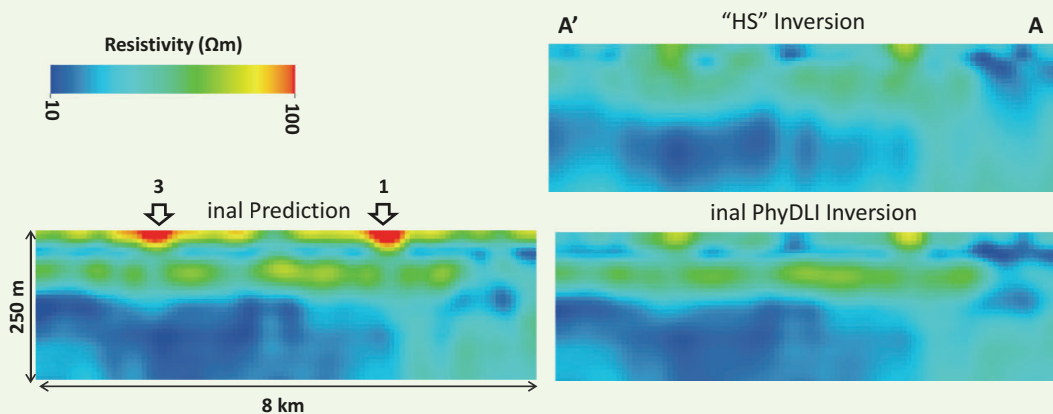 A’ “HS” Inversion A
Resistivity (Ωm)
10 100
3 1
inal Prediction
250 m
8 km
inal PhyDLI Inversion